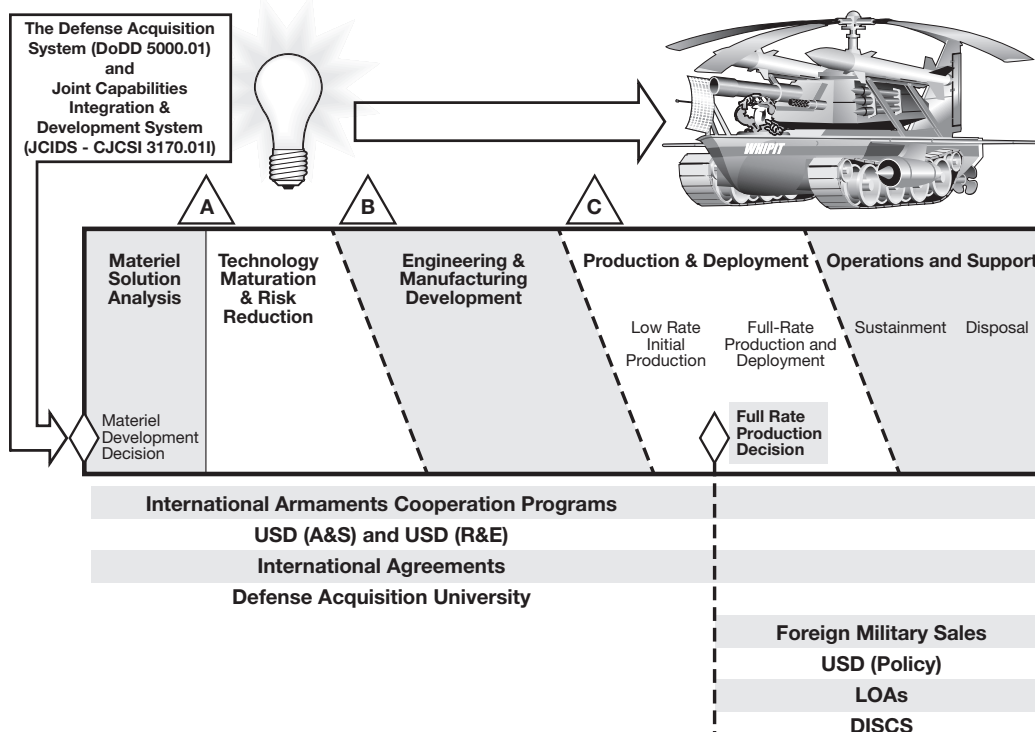 The Defense Acquisition
System (DoDD 5000.01)
and
Joint Capabilities
Integration &
Development System
(JCIDS - CJCSI 3170.01I)
WHIPIT
A
B
C
Materiel
Solution
Analysis
Technology
Maturation
& Risk
Reduction
Engineering &
Manufacturing
Development
Production & Deployment
Operations and Support
Low Rate
Initial
Production
Full-Rate
Production and
Deployment
Sustainment
Disposal
Materiel
Development
Decision
Full Rate
Production
Decision
International Armaments Cooperation Programs
USD (A&S) and USD (R&E)
International Agreements
Defense Acquisition University
Foreign Military Sales
USD (Policy)
LOAs
DISCS